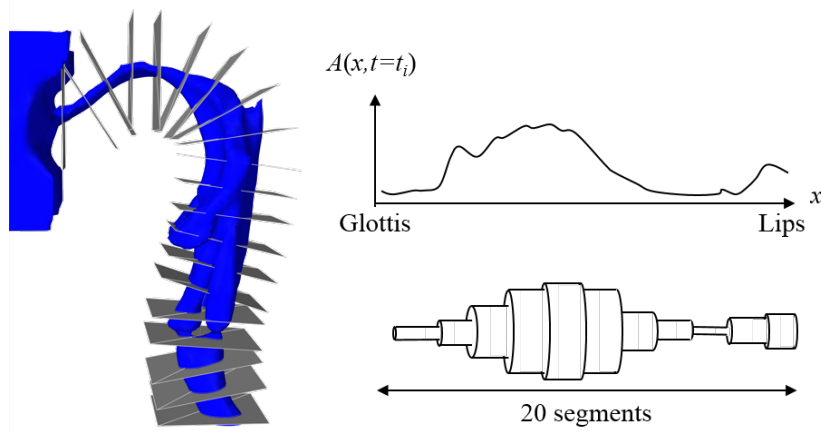 A(x,t=tᵢ)
x
Glottis
Lips
20 segments